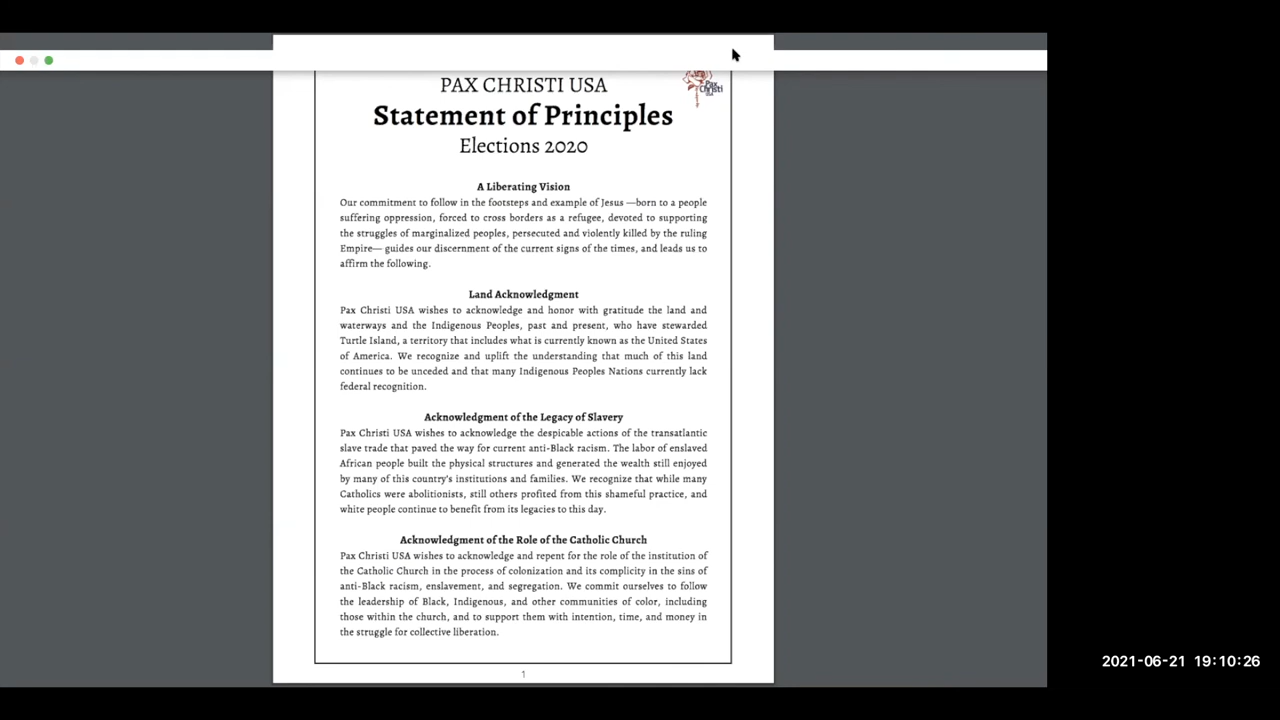 PAX CHRISTI USA
Pax
Christi
USA
Statement of Principles
Elections 2020
A Liberating Vision
Our commitment to follow in the footsteps and example of Jesus —born to a people
suffering oppression, forced to cross borders as a refugee, devoted to supporting
the struggles of marginalized peoples, persecuted and violently killed by the ruling
Empire— guides our discernment of the current signs of the times, and leads us to
affirm the following.
Land Acknowledgment
Pax Christi USA wishes to acknowledge and honor with gratitude the land and
waterways and the Indigenous Peoples, past and present, who have stewarded
Turtle Island, a territory that includes what is currently known as the United States
of America. We recognize and uplift the understanding that much of this land
continues to be unceded and that many Indigenous Peoples Nations currently lack
federal recognition.
Acknowledgment of the Legacy of Slavery
Pax Christi USA wishes to acknowledge the despicable actions of the transatlantic
slave trade that paved the way for current anti-Black racism. The labor of enslaved
African people built the physical structures and generated the wealth still enjoyed
by many of this country's institutions and families. We recognize that while many
Catholics were abolitionists, still others profited from this shameful practice, and
white people continue to benefit from its legacies to this day.
Acknowledgment of the Role of the Catholic Church
Pax Christi USA wishes to acknowledge and repent for the role of the institution of
the Catholic Church in the process of colonization and its complicity in the sins of
anti-Black racism, enslavement, and segregation. We commit ourselves to follow
the leadership of Black, Indigenous, and other communities of color, including
those within the church, and to support them with intention, time, and money in
the struggle for collective liberation.
1
2021-06-21 19:10:26